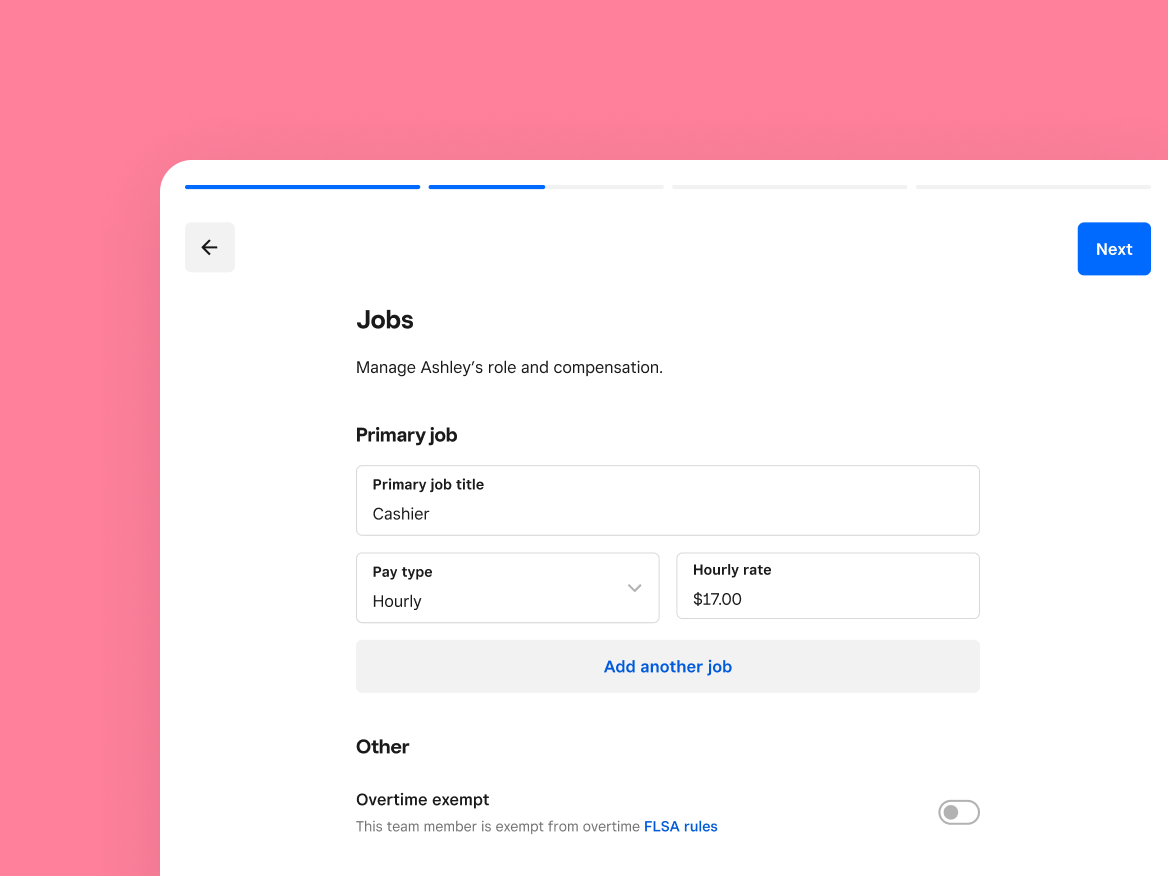 Next
Jobs
Manage Ashley’s role and compensation.
Primary job
Primary job title
Cashier
Pay type
Hourly
Hourly rate
$17.00
Add another job
Other
Overtime exempt
This team member is exempt from overtime FLSA rules